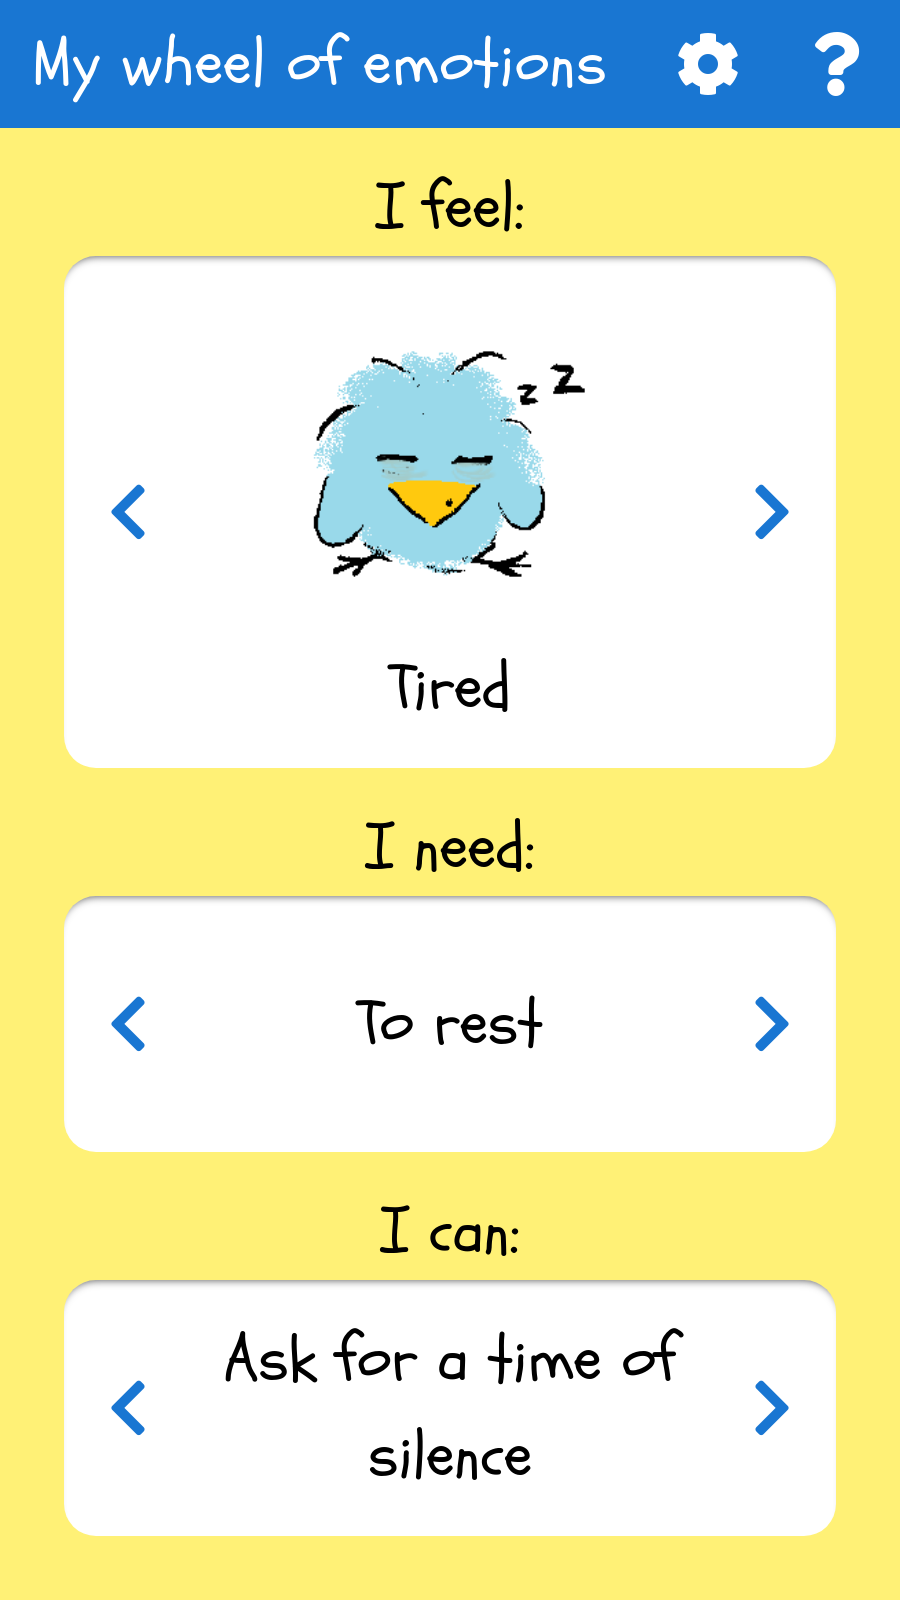 My wheel of emotions
I feel:
z z
Tired
I need:
To rest
I can:
Ask for a time of
silence